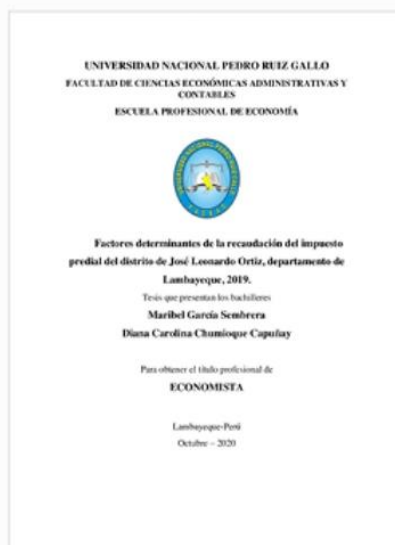 UNIVERSIDAD NACIONAL PEDRO RUIZ GALLO
FACULTAD DE CIENCIAS ECONÓMICAS ADMINISTRATIVAS Y
CONTABLES
ESCUELA PROFESIONAL DE ECONOMÍA
Factores determinantes de la recaudación del impuesto
predial del distrito de José Leonardo Ortiz, departamento de
Lambayeque, 2019.
Tesis que presentan los bachilleres
Maribel García Sembrera
Diana Carolina Chumioque Capuñay
Para obtener el título profesional de
ECONOMISTA
Lambayeque-Perú
Octubre – 2020